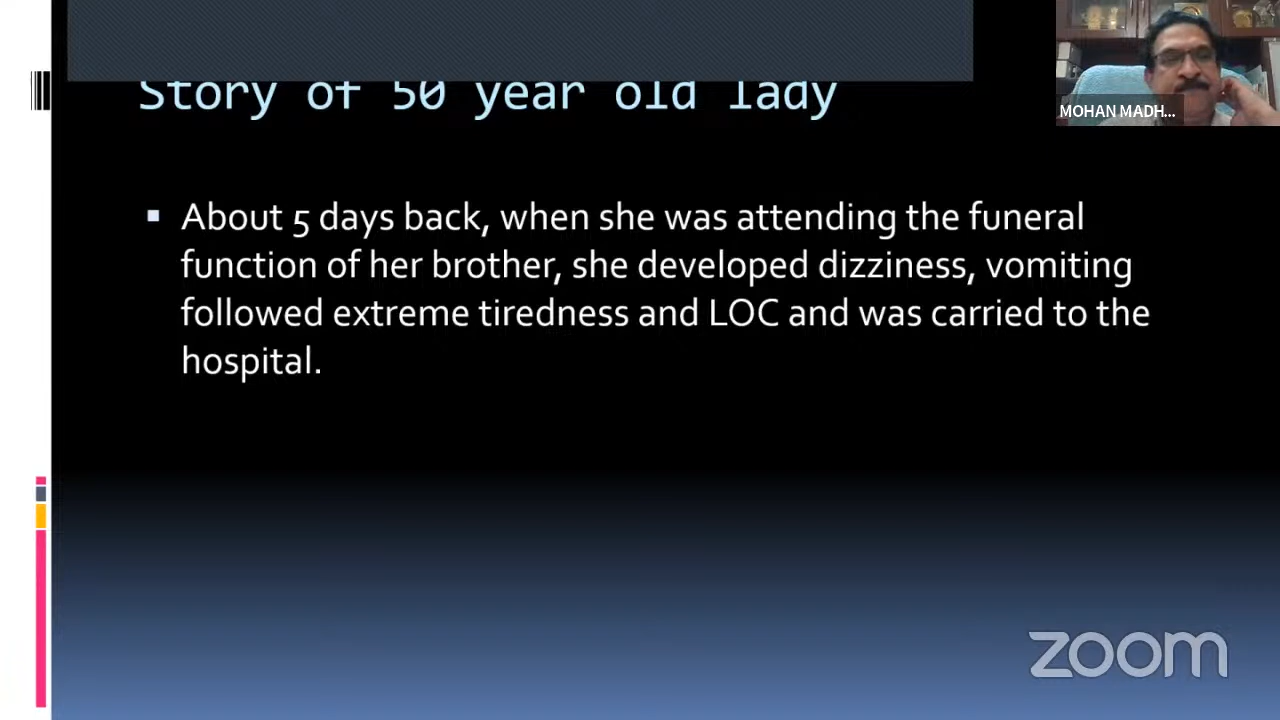 Story of 50 year old lady
MOHAN MADH...
About 5 days back, when she was attending the funeral
function of her brother, she developed dizziness, vomiting
followed extreme tiredness and LOC and was carried to the
hospital.
zoom